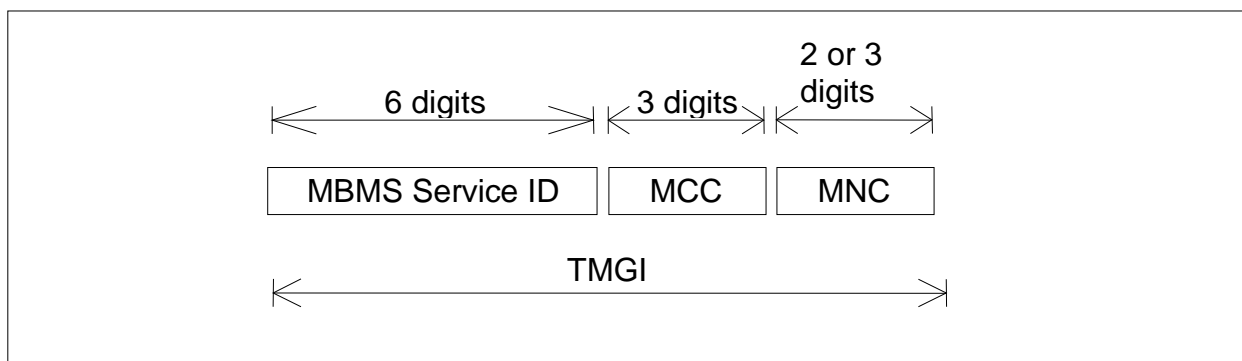 2 or 3
digits
6 digits
3 digits
MBMS Service ID
MCC
MNC
TMGI